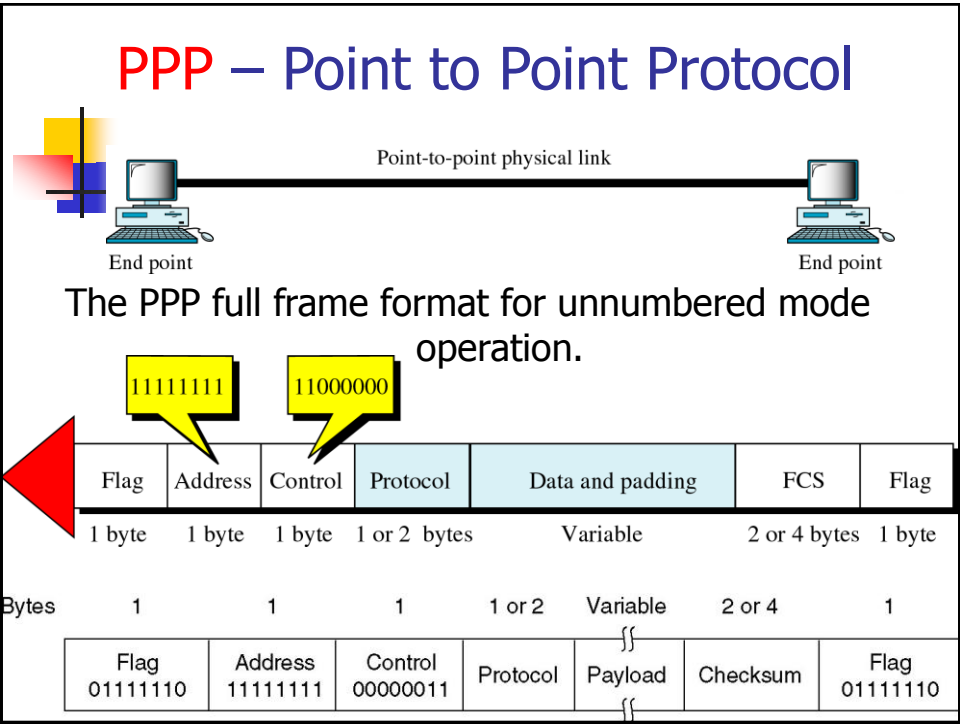 PPP – Point to Point Protocol
Point-to-point physical link
End point End point
The PPP full frame format for unnumbered mode
operation.
11111111 11000000
Flag Address Control Protocol Data and padding FCS Flag
1 byte 1 byte 1 byte 1 or 2 bytes Variable 2 or 4 bytes 1 byte
Bytes 1 1 1 1 or 2 Variable 2 or 4 1
Flag Address Control Protocol Payload Checksum Flag
01111110 11111111 00000011 01111110